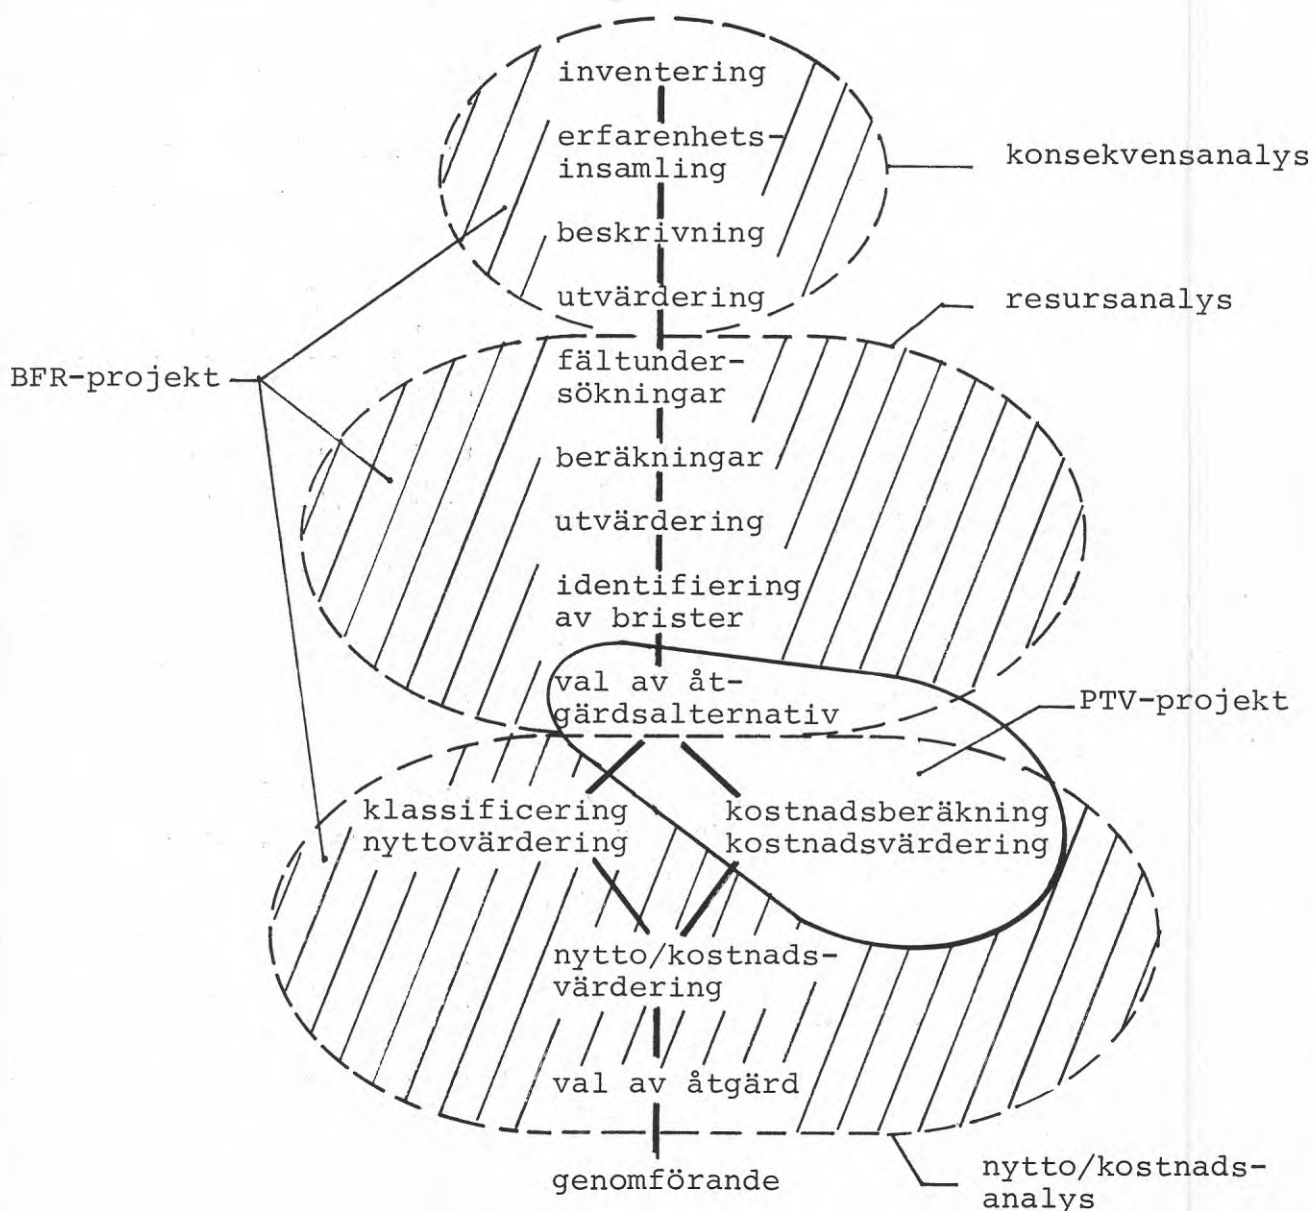 inventering
erfarenhets-
insamling
konsekvensanalys
beskrivning
utvärdering
resursanalys
fältunder-
sökningar
BFR-projekt
beräkningar
utvärdering
identifiering
av brister
val av åt-
gärdsalternativ
PTV-projekt
klassificering
nyttovärdering
kostnadsberäkning
kostnadsvärdering
nytto/kostnads-
värdering
val av åtgärd
genomförande
nytto/kostnads-
analys